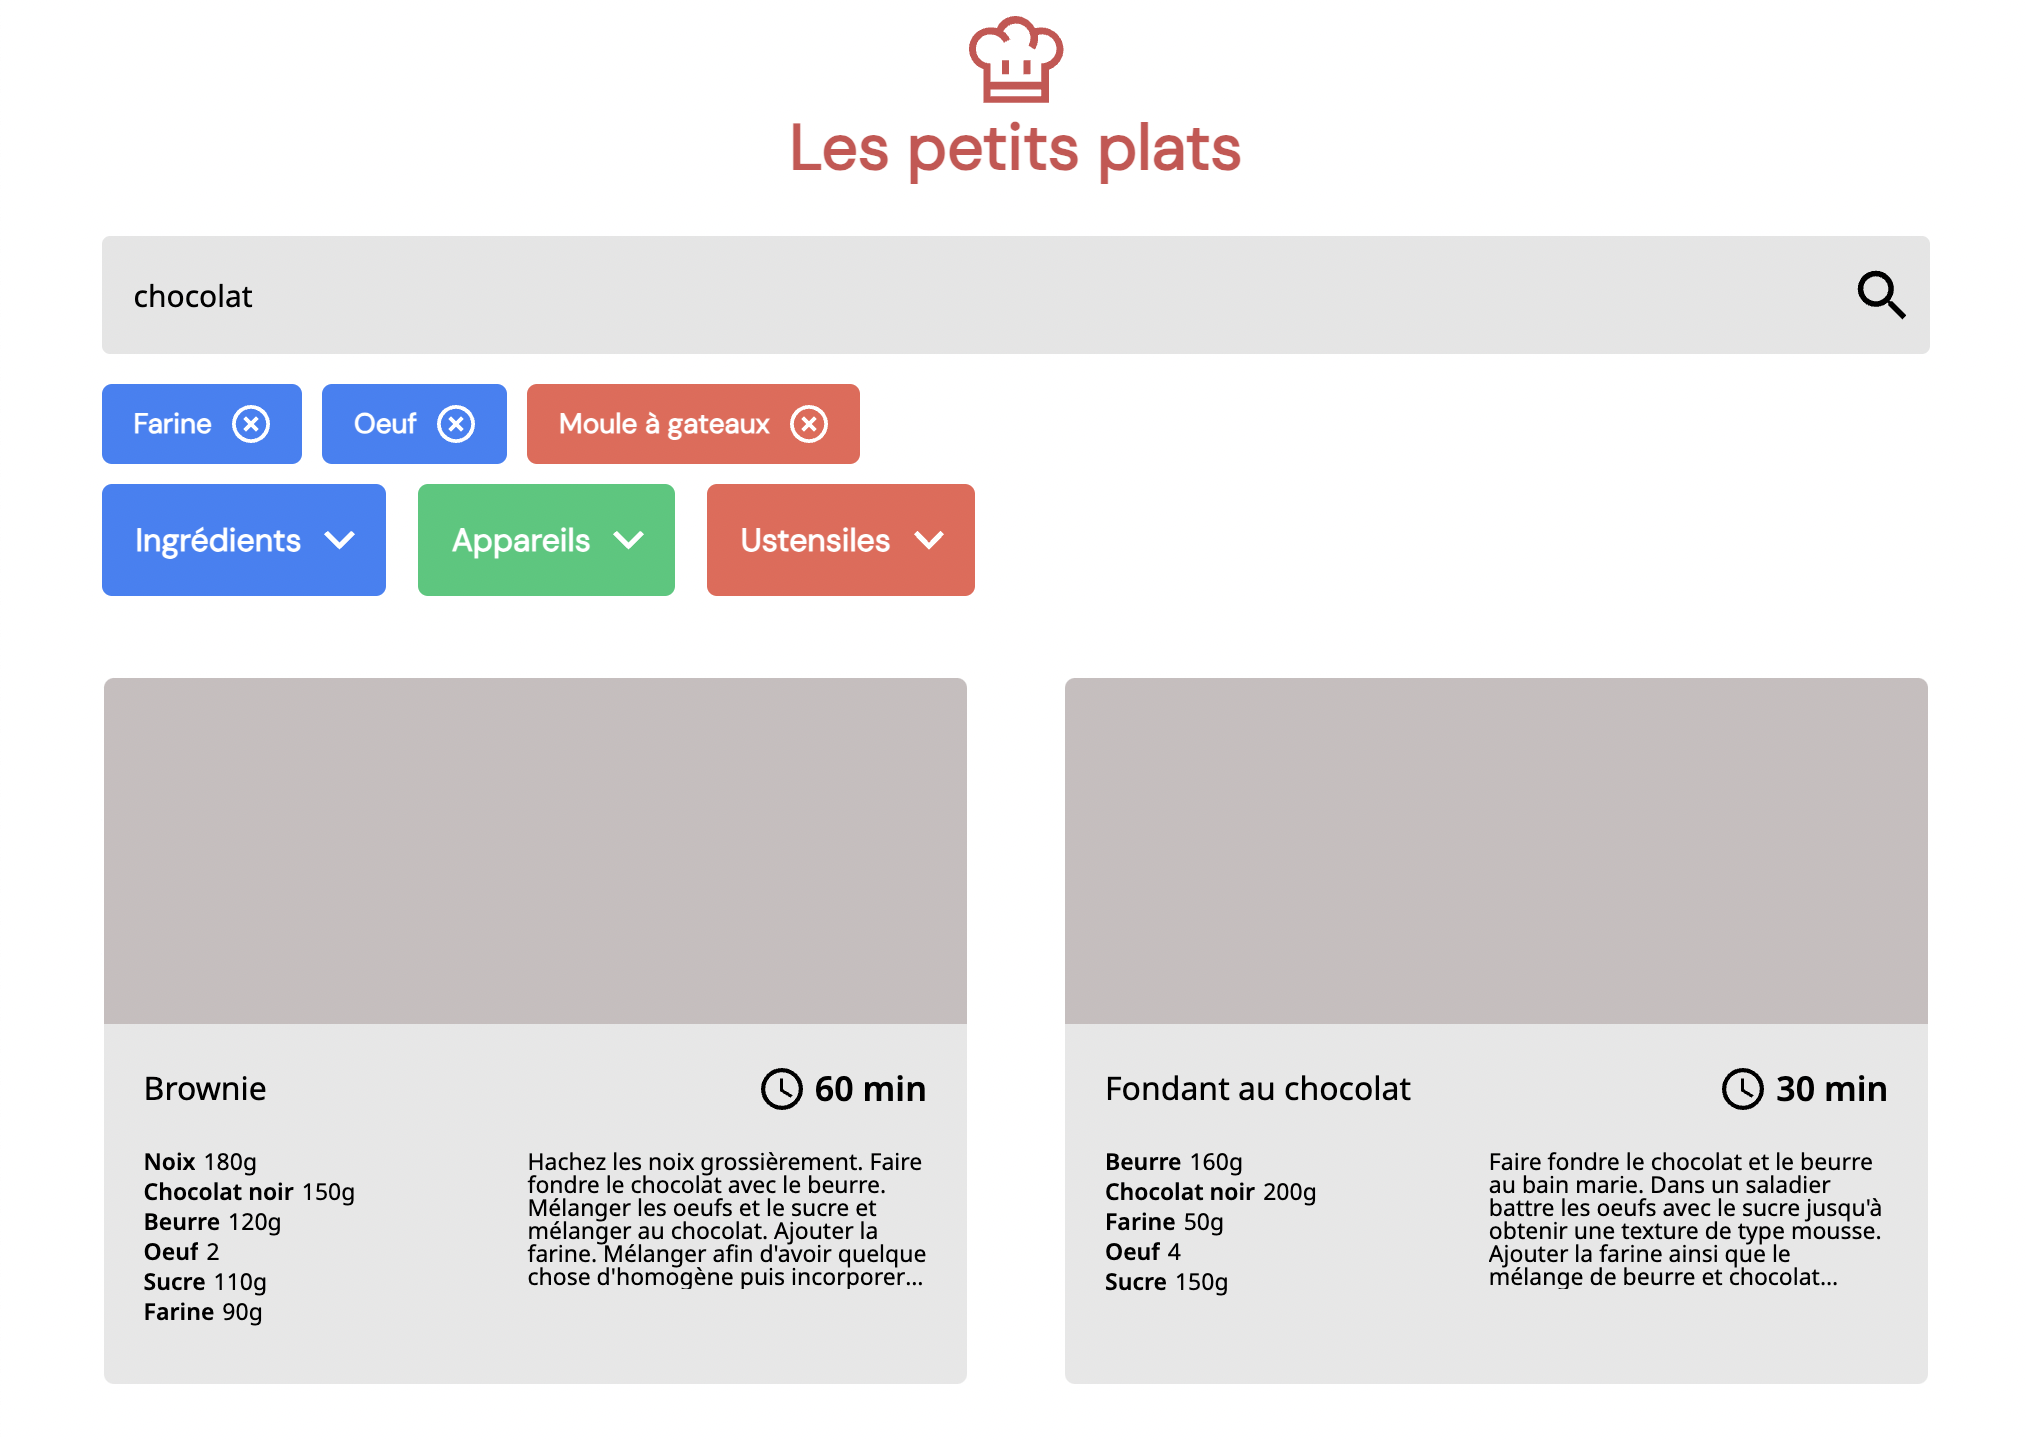 Les petits plats
chocolat
Farine
Oeuf
Moule à gateaux
Ingrédients
Appareils
Ustensiles
Brownie
60 min
Noix 180g
Chocolat noir 150g
Beurre 120g
Oeuf 2
Sucre 110g
Farine 90g
Hachez les noix grossièrement. Faire
fondre le chocolat avec le beurre.
Mélanger les oeufs et le sucre et
mélanger au chocolat. Ajouter la
farine. Mélanger afin d'avoir quelque
chose d'homogène puis incorporer...
Fondant au chocolat
30 min
Beurre 160g
Chocolat noir 200g
Farine 50g
Oeuf 4
Sucre 150g
Faire fondre le chocolat et le beurre
au bain marie. Dans un saladier
battre les oeufs avec le sucre jusqu'à
obtenir une texture de type mousse.
Ajouter la farine ainsi que le
mélange de beurre et chocolat...